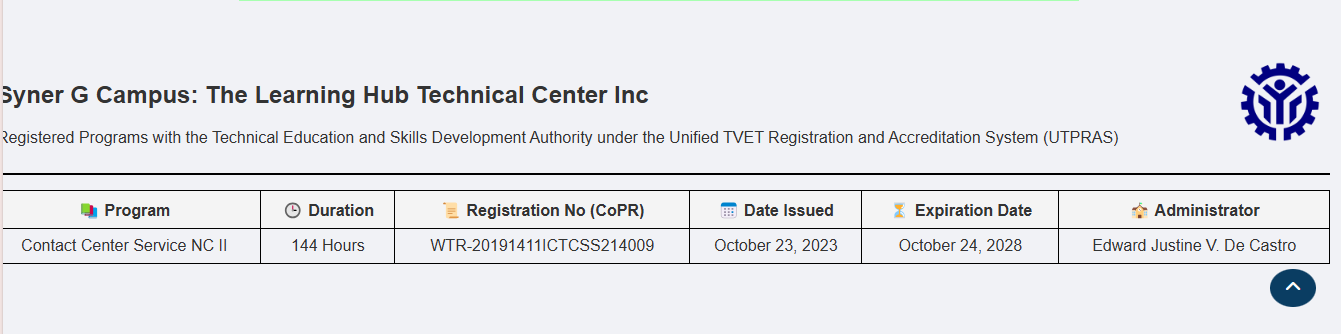 Syner G Campus: The Learning Hub Technical Center Inc
Registered Programs with the Technical Education and Skills Development Authority under the Unified TVET Registration and Accreditation System (UTPRAS)
Program Duration Registration No (CoPR) Date Issued Expiration Date Administrator
Contact Center Service NC II 144 Hours WTR-20191411ICTCSS214009 October 23, 2023 October 24, 2028 Edward Justine V. De Castro